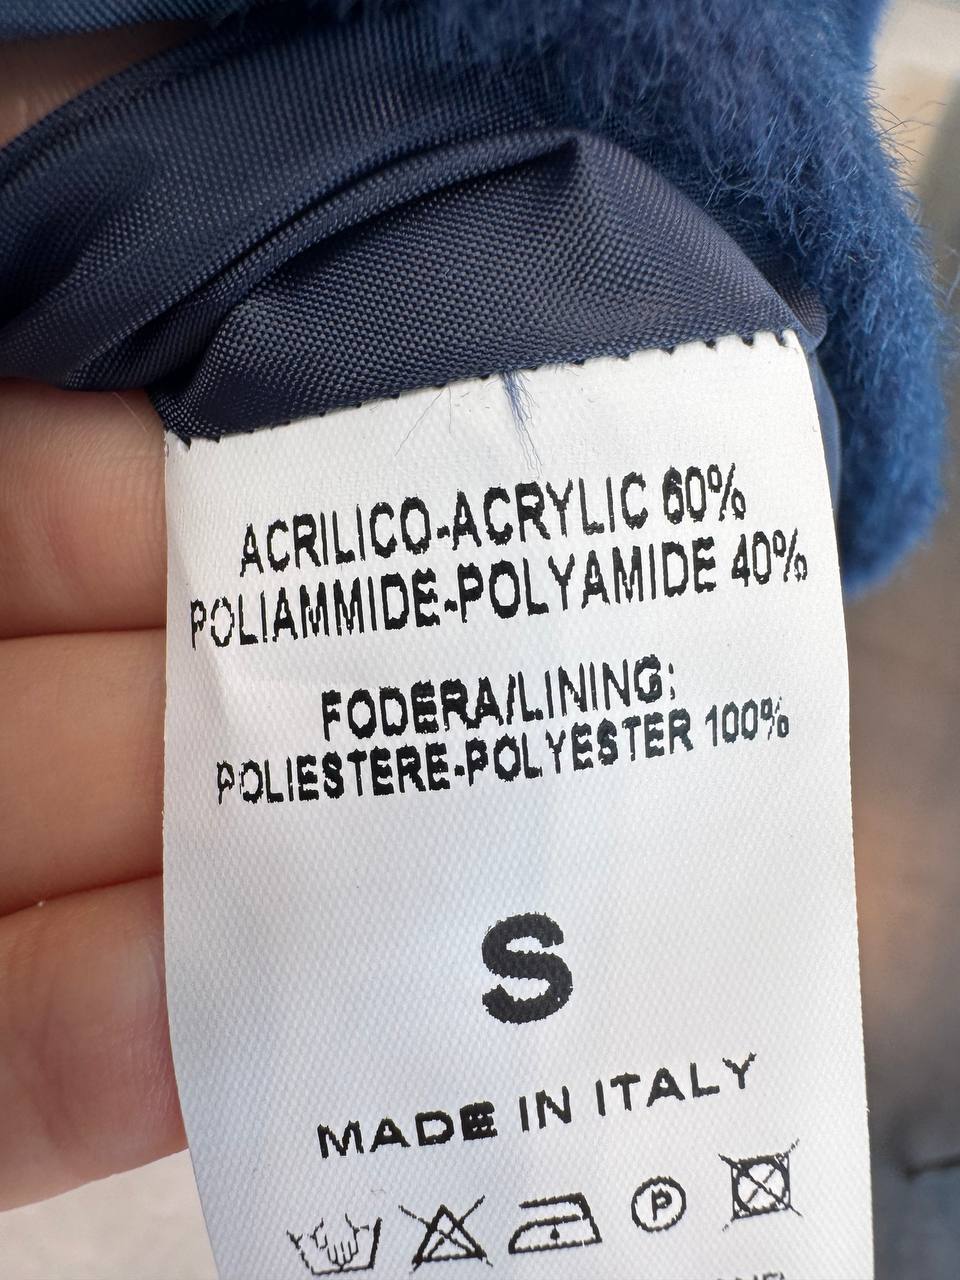 ACRILICO-ACRYLIC 60%
POLIAMMIDE-POLYAMIDE 40%
FODERA/LINING:
POLIESTERE-POLYESTER 100%
S
MADE IN ITALY
P